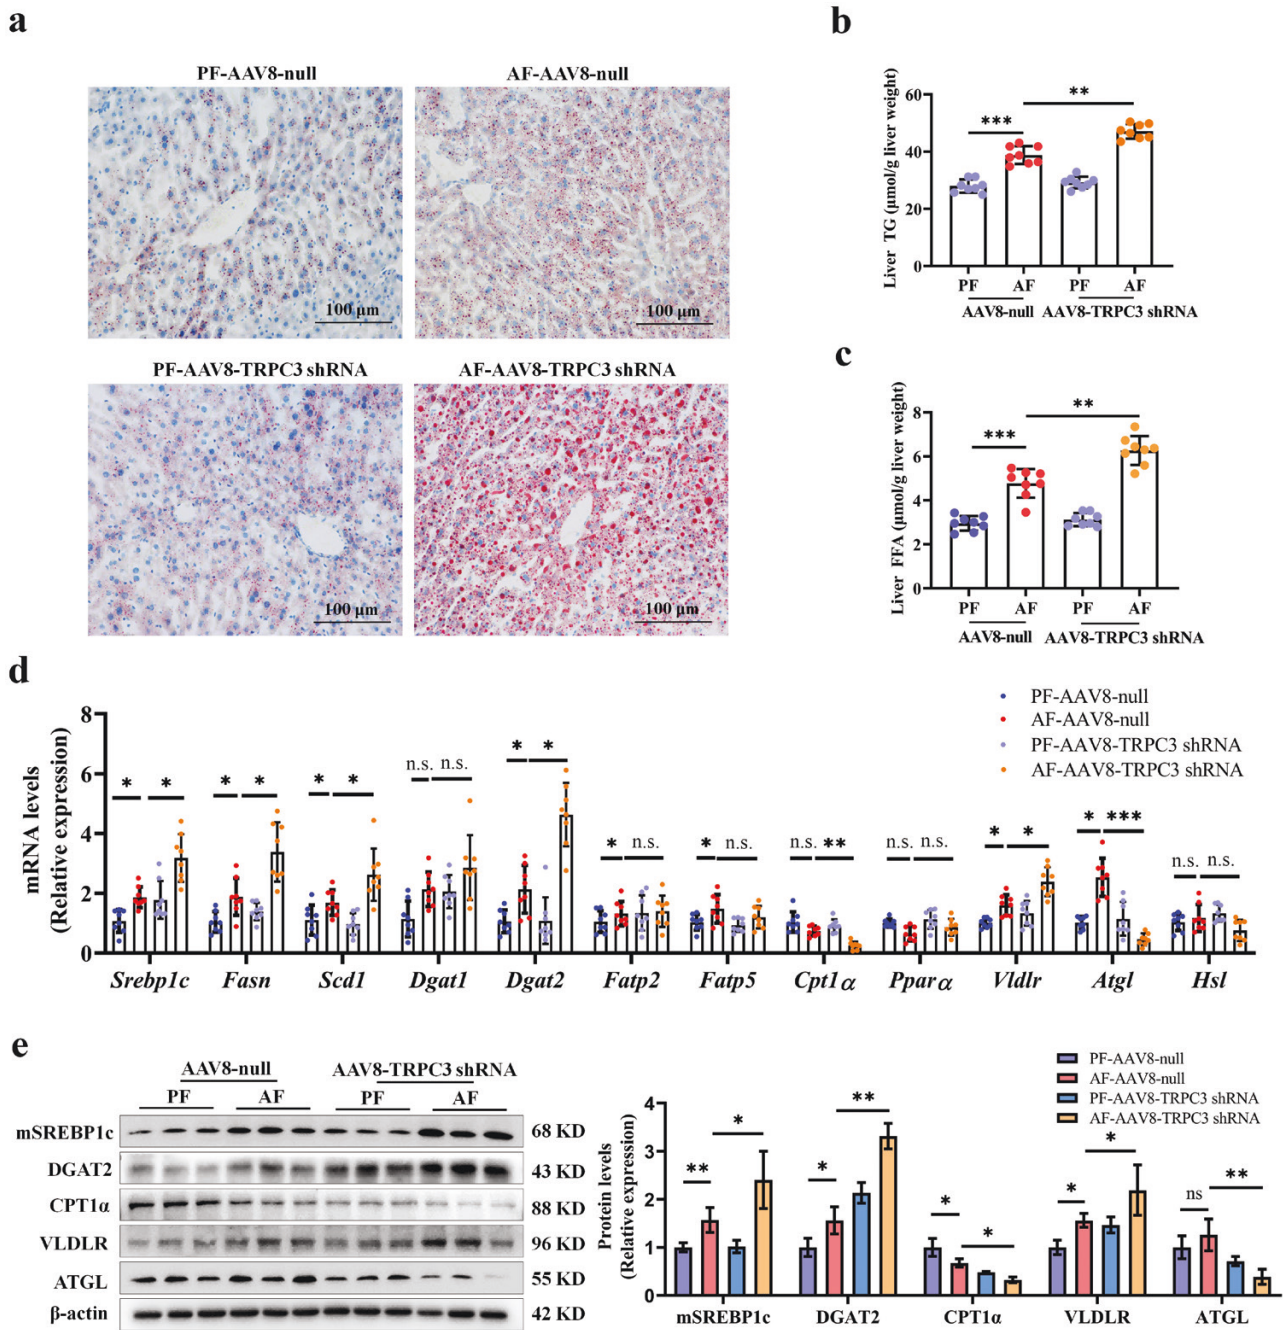 a
PF-AAV8-null
AF-AAV8-null
100 μm
100 μm
PF-AAV8-TRPC3 shRNA
AF-AAV8-TRPC3 shRNA
100 μm
100 μm
b
Liver TG (μmol/g liver weight)
60
40
20
0
***
**
PF AF PF AF
AAV8-null AAV8-TRPC3 shRNA
c
Liver FFA (μmol/g liver weight)
8
6
4
2
0
***
**
PF AF PF AF
AAV8-null AAV8-TRPC3 shRNA
d
mRNA levels
(Relative expression)
8
6
4
2
0
PF-AAV8-null
AF-AAV8-null
PF-AAV8-TRPC3 shRNA
AF-AAV8-TRPC3 shRNA
* * * * * * n.s. n.s. * * * n.s. * n.s. n.s. ** n.s. n.s. * * * *** n.s. n.s.
Srebp1c Fasn Scd1 Dgat1 Dgat2 Fatp2 Fatp5 Cpt1α Pparα Vldlr Atgl Hsl
e
AAV8-null AAV8-TRPC3 shRNA
PF AF PF AF
mSREBP1c 68 KD
DGAT2 43 KD
CPT1α 88 KD
VLDLR 96 KD
ATGL 55 KD
β-actin 42 KD
Protein levels
(Relative expression)
4
3
2
1
0
PF-AAV8-null
AF-AAV8-null
PF-AAV8-TRPC3 shRNA
AF-AAV8-TRPC3 shRNA
** * * ** * * * * ns **
mSREBP1c DGAT2 CPT1α VLDLR ATGL